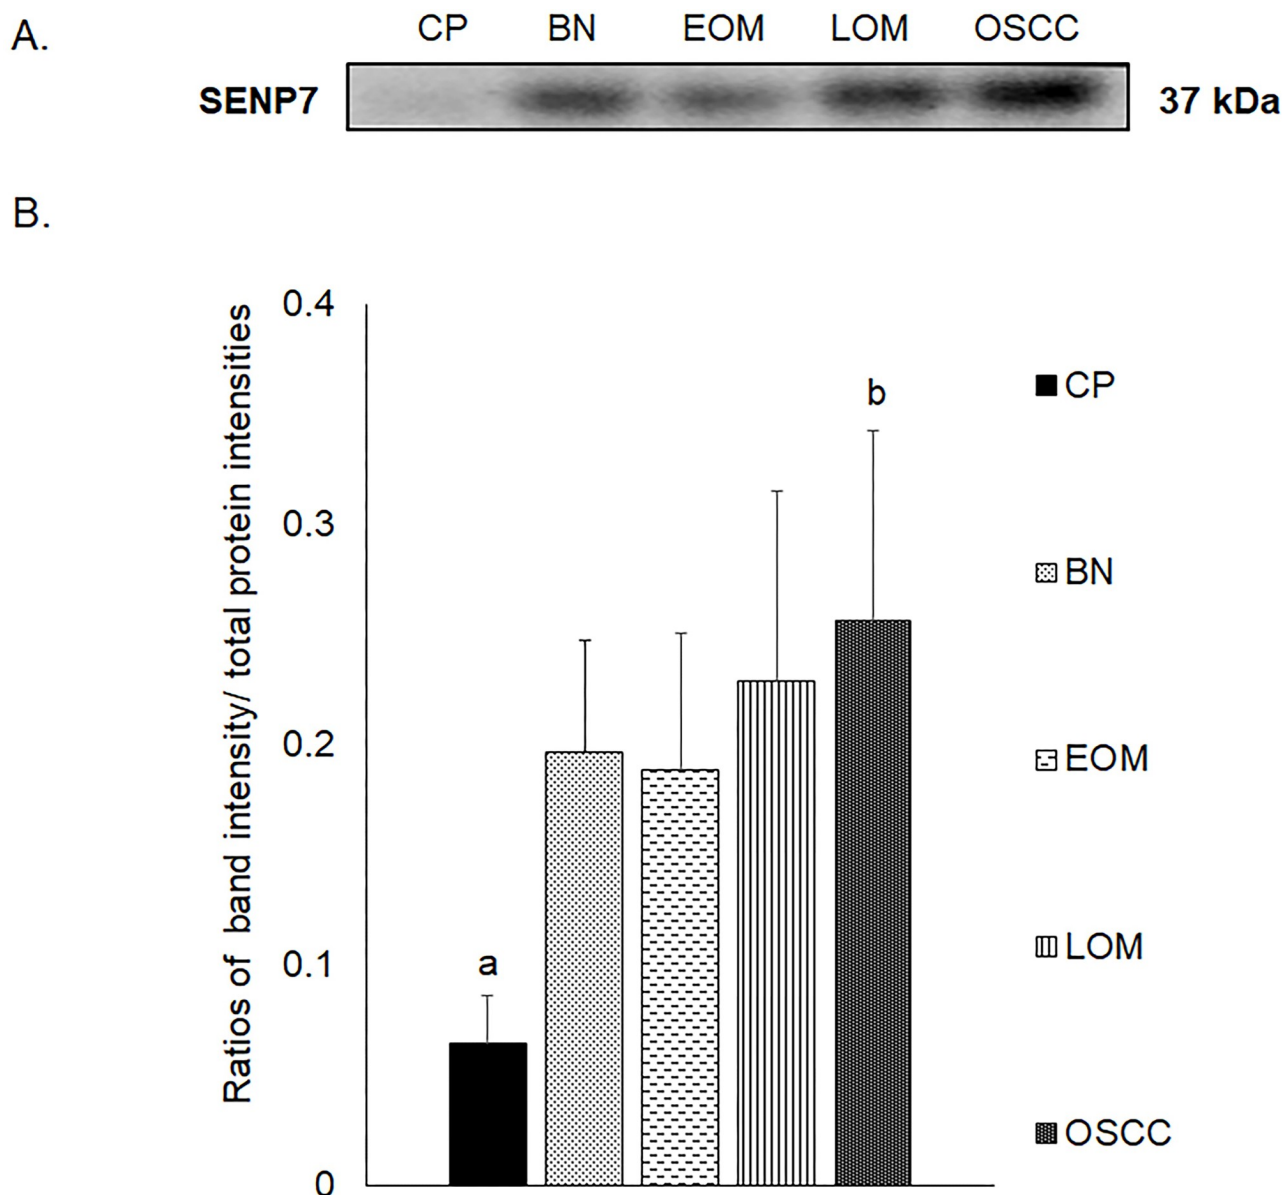 A.
CP BN EOM LOM OSCC
SENP7
37 kDa
B.
Ratios of band intensity/ total protein intensities
0.4
0.3
0.2
0.1
0
a
b
CP
BN
EOM
LOM
OSCC